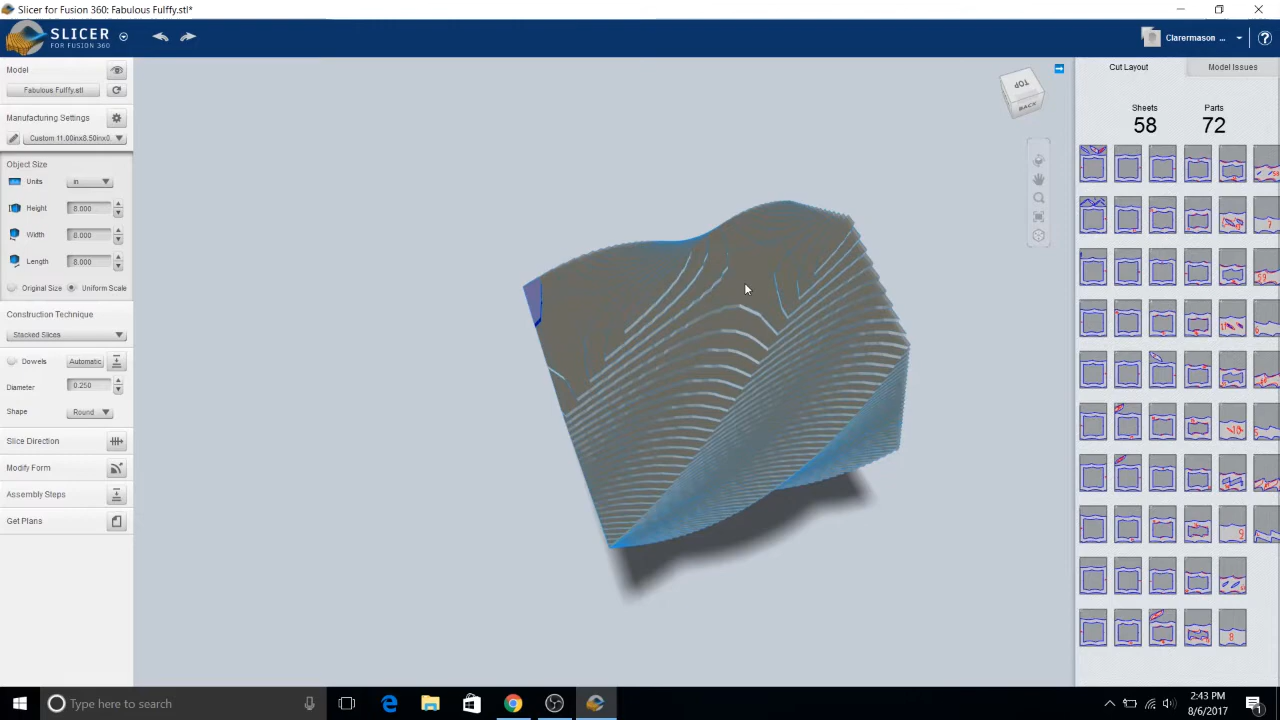 Slicer for Fusion 360: Fabulous Fulffy.stl*
SLICER
FOR FUSION 360
Clarermason ...
Model
Fabulous Fulffy.stl
Manufacturing Settings
Custom 11.00inx8.50inx0.
Object Size
Units in
Height 8.000
Width 8.000
Length 8.000
Original Size Uniform Scale
Construction Technique
Stacked Slices
Dowels Automatic
Diameter 0.250
Shape Round
Slice Direction
Modify Form
Assembly Steps
Get Plans
TOP
BACK
Cut Layout Model Issues
Sheets Parts
58 72
Type here to search
2:43 PM
8/6/2017